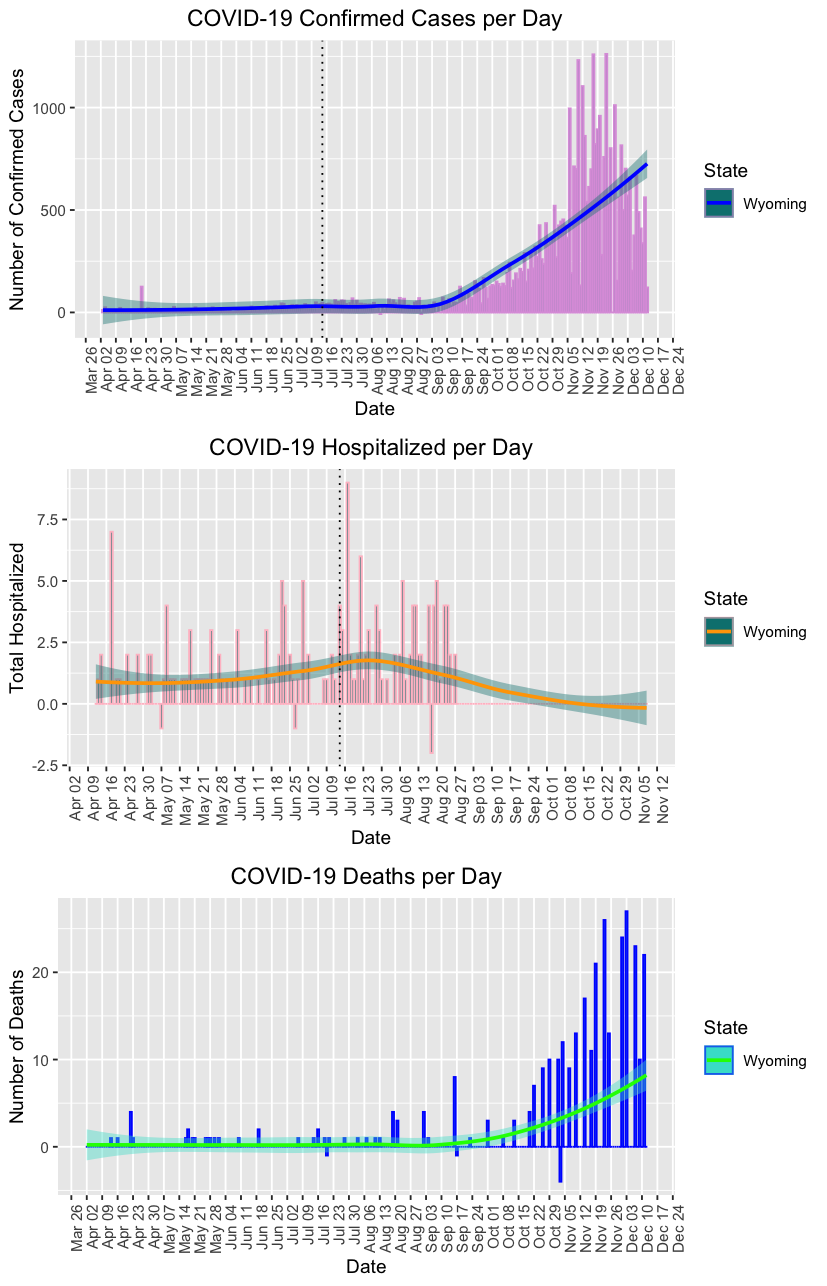 COVID-19 Confirmed Cases per Day
Number of Confirmed Cases
1000
500
0
State
Wyoming
Mar 26
Apr 02
Apr 09
Apr 16
Apr 23
Apr 30
May 07
May 14
May 21
May 28
Jun 04
Jun 11
Jun 18
Jun 25
Jul 02
Jul 09
Jul 16
Jul 23
Jul 30
Aug 06
Aug 13
Aug 20
Aug 27
Sep 03
Sep 10
Sep 17
Sep 24
Oct 01
Oct 08
Oct 15
Oct 22
Oct 29
Nov 05
Nov 12
Nov 19
Nov 26
Dec 03
Dec 10
Dec 17
Dec 24
Date
COVID-19 Hospitalized per Day
Total Hospitalized
7.5
5.0
2.5
0.0
-2.5
State
Wyoming
Apr 02
Apr 09
Apr 16
Apr 23
Apr 30
May 07
May 14
May 21
May 28
Jun 04
Jun 11
Jun 18
Jun 25
Jul 02
Jul 09
Jul 16
Jul 23
Jul 30
Aug 06
Aug 13
Aug 20
Aug 27
Sep 03
Sep 10
Sep 17
Sep 24
Oct 01
Oct 08
Oct 15
Oct 22
Oct 29
Nov 05
Nov 12
Date
COVID-19 Deaths per Day
Number of Deaths
20
10
0
State
Wyoming
Mar 26
Apr 02
Apr 09
Apr 16
Apr 23
Apr 30
May 07
May 14
May 21
May 28
Jun 04
Jun 11
Jun 18
Jun 25
Jul 02
Jul 09
Jul 16
Jul 23
Jul 30
Aug 06
Aug 13
Aug 20
Aug 27
Sep 03
Sep 10
Sep 17
Sep 24
Oct 01
Oct 08
Oct 15
Oct 22
Oct 29
Nov 05
Nov 12
Nov 19
Nov 26
Dec 03
Dec 10
Dec 17
Dec 24
Date